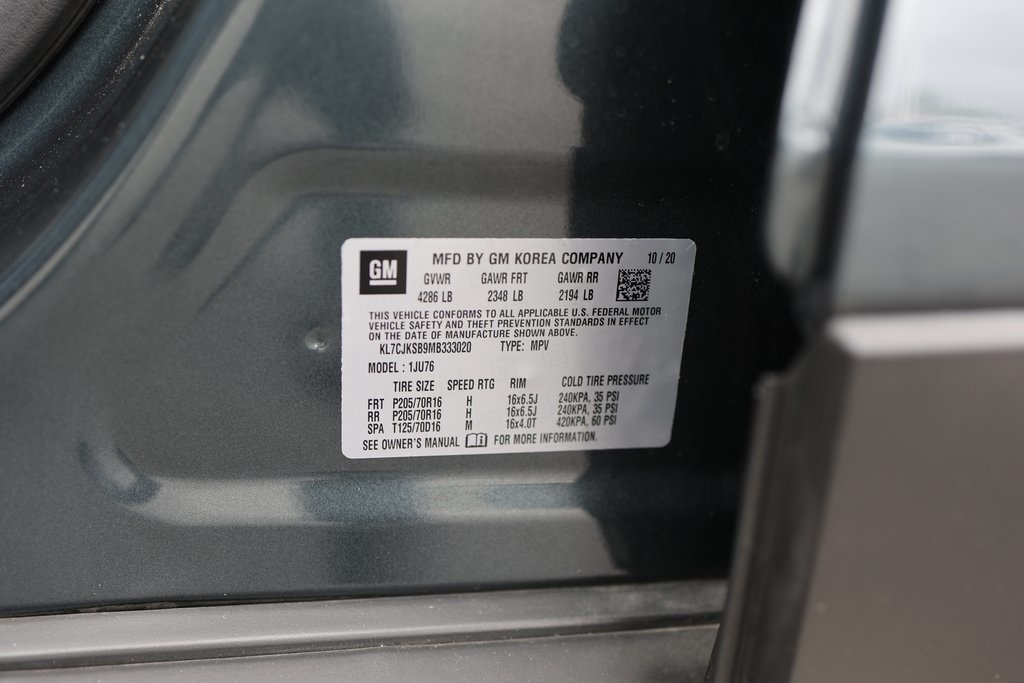 GM MFD BY GM KOREA COMPANY 10 / 20
GVWR GAWR FRT GAWR RR
4286 LB 2348 LB 2194 LB
THIS VEHICLE CONFORMS TO ALL APPLICABLE U.S. FEDERAL MOTOR
VEHICLE SAFETY AND THEFT PREVENTION STANDARDS IN EFFECT
ON THE DATE OF MANUFACTURE SHOWN ABOVE.
KL7CJKSB9MB333020 TYPE: MPV
MODEL : 1JU76
TIRE SIZE SPEED RTG RIM COLD TIRE PRESSURE
FRT P205/70R16 H 16x6.5J 240KPA, 35 PSI
RR P205/70R16 H 16x6.5J 240KPA, 35 PSI
SPA T125/70D16 M 16x4.0T 420KPA, 60 PSI
SEE OWNER'S MANUAL FOR MORE INFORMATION.